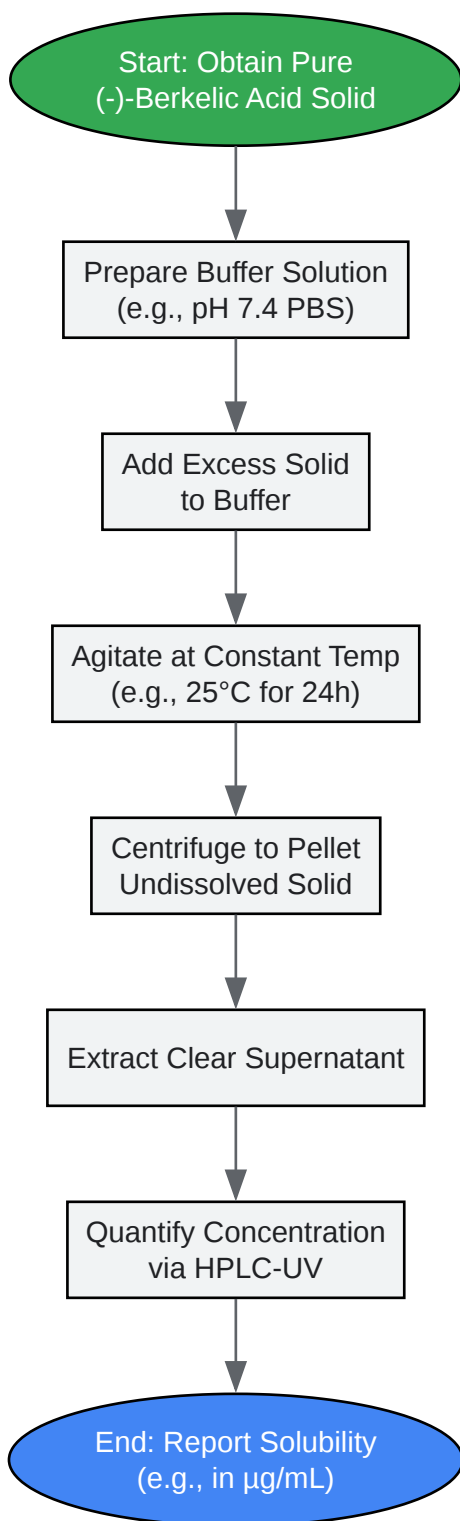 Start: Obtain Pure
(-)-Berkelic Acid Solid
Prepare Buffer Solution
(e.g., pH 7.4 PBS)
Add Excess Solid
to Buffer
Agitate at Constant Temp
(e.g., 25°C for 24h)
Centrifuge to Pellet
Undissolved Solid
Extract Clear Supernatant
Quantify Concentration
via HPLC-UV
End: Report Solubility
(e.g., in µg/mL)